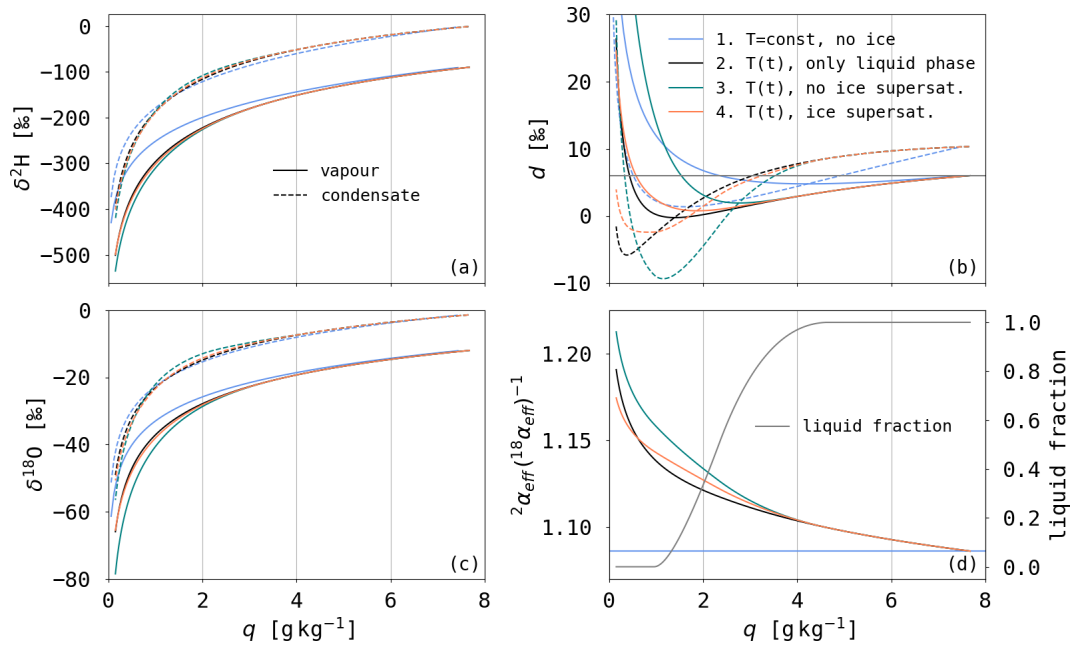 0
−100
−200
−300
−400
−500
δ²H [‰]
vapour
condensate
(a)
30
20
10
0
−10
d [‰]
1. T=const, no ice
2. T(t), only liquid phase
3. T(t), no ice supersat.
4. T(t), ice supersat.
(b)
0
−20
−40
−60
−80
δ¹⁸O [‰]
(c)
0 2 4 6 8
q [g kg⁻¹]
1.20
1.15
1.10
²α_eff(¹⁸α_eff)⁻¹
liquid fraction
(d)
1.0
0.8
0.6
0.4
0.2
0.0
liquid fraction
0 2 4 6 8
q [g kg⁻¹]